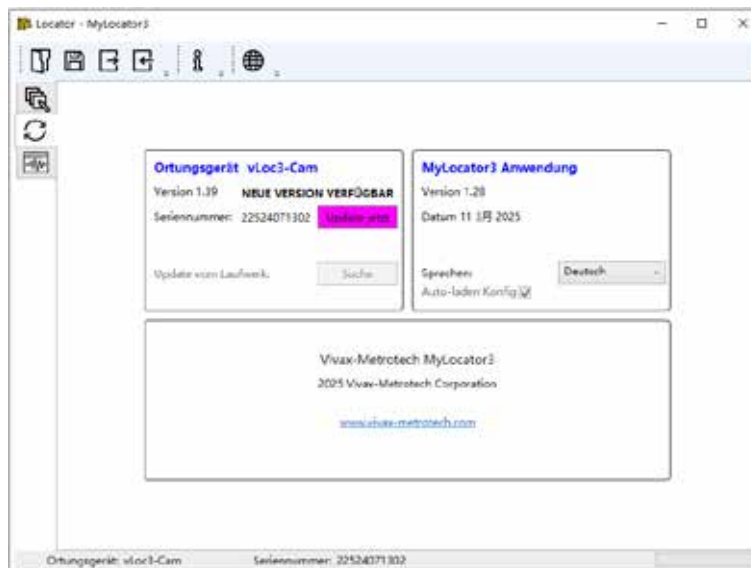 Locator - MyLocator3
Ortungsgerät vLoc3-Cam
Version 1.39 NEUE VERSION VERFÜGBAR
Seriennummer: 22524071302 Update jetzt
Update vom Laufwerk: Suche
MyLocator3 Anwendung
Version 1.28
Datum 11 3月 2025
Sprachen: Deutsch
Auto-laden Konfig
Vivax-Metrotech MyLocator3
2025 Vivax-Metrotech Corporation
www.vivax-metrotech.com
Ortungsgerät: vLoc3-Cam Seriennummer: 22524071302